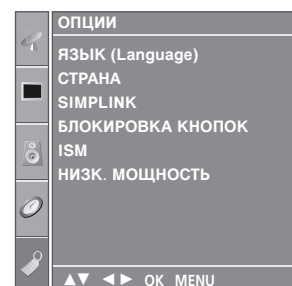 ОПЦИИ
ЯЗЫК (Language)
СТРАНА
SIMPLINK
БЛОКИРОВКА КНОПОК
ISM
НИЗК. МОЩНОСТЬ
▲▼ ◄► OK MENU